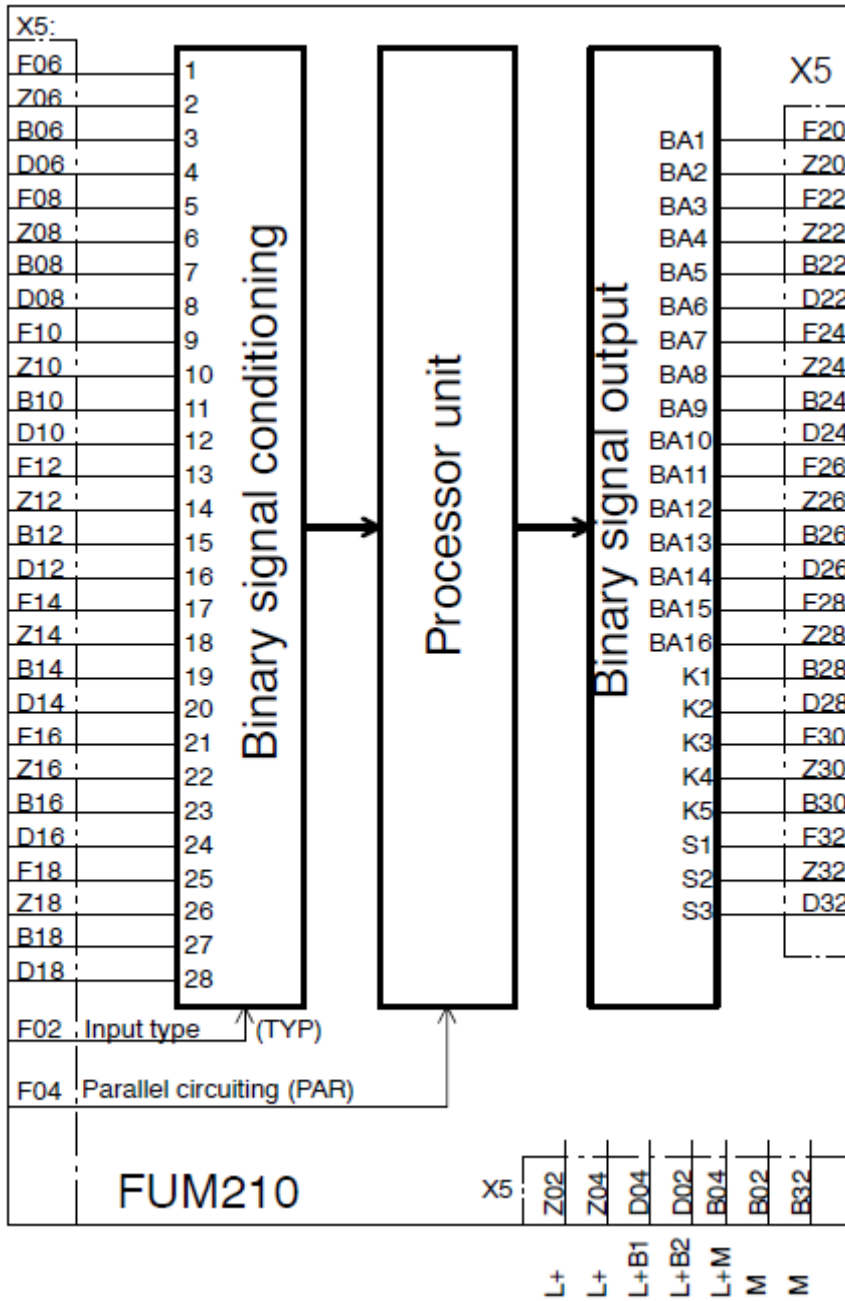 X5:
F06 1
Z06 2
B06 3
D06 4
F08 5
Z08 6
B08 7
D08 8
F10 9
Z10 10
B10 11
D10 12
F12 13
Z12 14
B12 15
D12 16
F14 17
Z14 18
B14 19
D14 20
F16 21
Z16 22
B16 23
D16 24
F18 25
Z18 26
B18 27
D18 28
Binary signal conditioning
Processor unit
Binary signal output
X5
BA1 F20
BA2 Z20
BA3 F22
BA4 Z22
BA5 B22
BA6 D22
BA7 F24
BA8 Z24
BA9 B24
BA10 D24
BA11 F26
BA12 Z26
BA13 B26
BA14 D26
BA15 F28
BA16 Z28
K1 B28
K2 D28
K3 F30
K4 Z30
K5 B30
S1 F32
S2 Z32
S3 D32
F02 Input type (TYP)
F04 Parallel circuiting (PAR)
FUM210
X5 Z02 Z04 D04 D02 B04 B02 B32
L+ L+ L+B1 L+B2 L+M M M